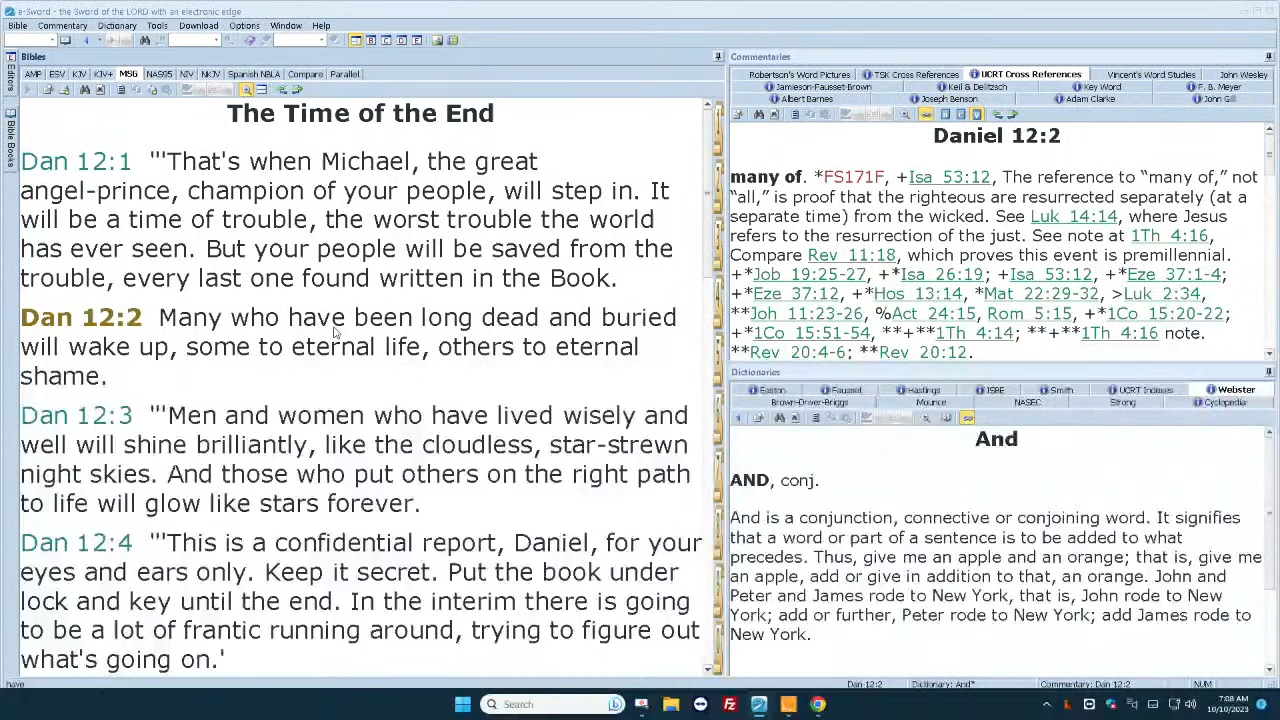 e-Sword - the Sword of the LORD with an electronic edge
Bible Commentary Dictionary Tools Options Download Window Help
Bibles
AMP ESV KJV KJV+ MSG NAS95 NIV NKJV Spanish NBLA Compare Parallel
Editors
Bible Books
The Time of the End
Dan 12:1 "'That's when Michael, the great
angel-prince, champion of your people, will step in. It
will be a time of trouble, the worst trouble the world
has ever seen. But your people will be saved from the
trouble, every last one found written in the Book.
Dan 12:2 Many who have been long dead and buried
will wake up, some to eternal life, others to eternal
shame.
Dan 12:3 "'Men and women who have lived wisely and
well will shine brilliantly, like the cloudless, star-strewn
night skies. And those who put others on the right path
to life will glow like stars forever.
Dan 12:4 "'This is a confidential report, Daniel, for your
eyes and ears only. Keep it secret. Put the book under
lock and key until the end. In the interim there is going
to be a lot of frantic running around, trying to figure out
what's going on.'
Commentaries
Robertson's Word Pictures TSK Cross References UCRT Cross References Vincent's Word Studies John Wesley
Jamieson-Fausset-Brown Keil & Delitzsch Key Word F. B. Meyer
Albert Barnes Joseph Benson Adam Clarke John Gill
Daniel 12:2
many of. *FS171F, +Isa 53:12, The reference to “many of,” not
“all,” is proof that the righteous are resurrected separately (at a
separate time) from the wicked. See Luk 14:14, where Jesus
refers to the resurrection of the just. See note at 1Th 4:16,
Compare Rev 11:18, which proves this event is premillennial.
+*Job 19:25-27, +*Isa 26:19; +Isa 53:12, +*Eze 37:1-4;
+*Eze 37:12, +*Hos 13:14, *Mat 22:29-32, >Luk 2:34,
**Joh 11:23-26, %Act 24:15, Rom 5:15, +*1Co 15:20-22;
+*1Co 15:51-54, **+**1Th 4:14; **+**1Th 4:16 note.
**Rev 20:4-6; **Rev 20:12.
Dictionaries
Easton Fausset Hastings ISBE Smith UCRT Indexes Webster
Brown-Driver-Briggs Mounce NASEC Strong Cyclopedia
And
AND, conj.
And is a conjunction, connective or conjoining word. It signifies
that a word or part of a sentence is to be added to what
precedes. Thus, give me an apple and an orange; that is, give me
an apple, add or give in addition to that, an orange. John and
Peter and James rode to New York, that is, John rode to New
York; add or further, Peter rode to New York; add James rode to
New York.
have Dan 12:2 Dictionary: And* Commentary: Dan 12:2 NUM
Search
7:08 AM
10/10/2023